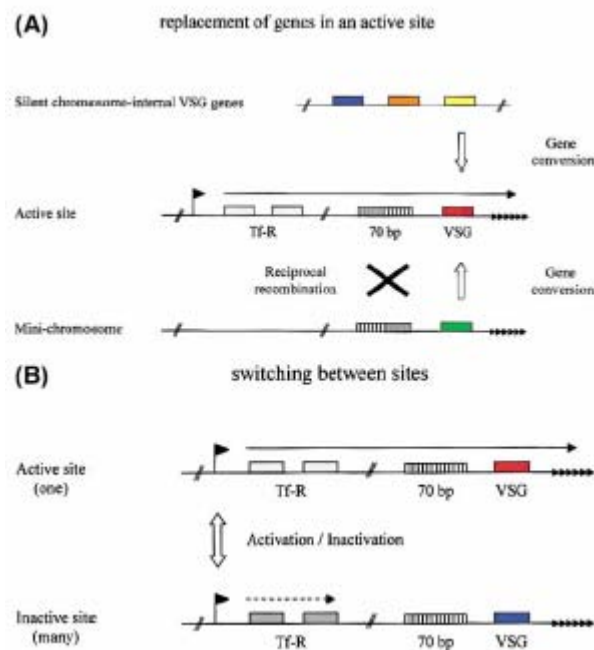 (A) replacement of genes in an active site
Silent chromosome-internal VSG genes
Gene
conversion
Active site
Tf-R 70 bp VSG
Reciprocal
recombination
Gene
conversion
Mini-chromosome
(B) switching between sites
Active site
(one)
Tf-R 70 bp VSG
Activation / Inactivation
Inactive site
(many)
Tf-R 70 bp VSG